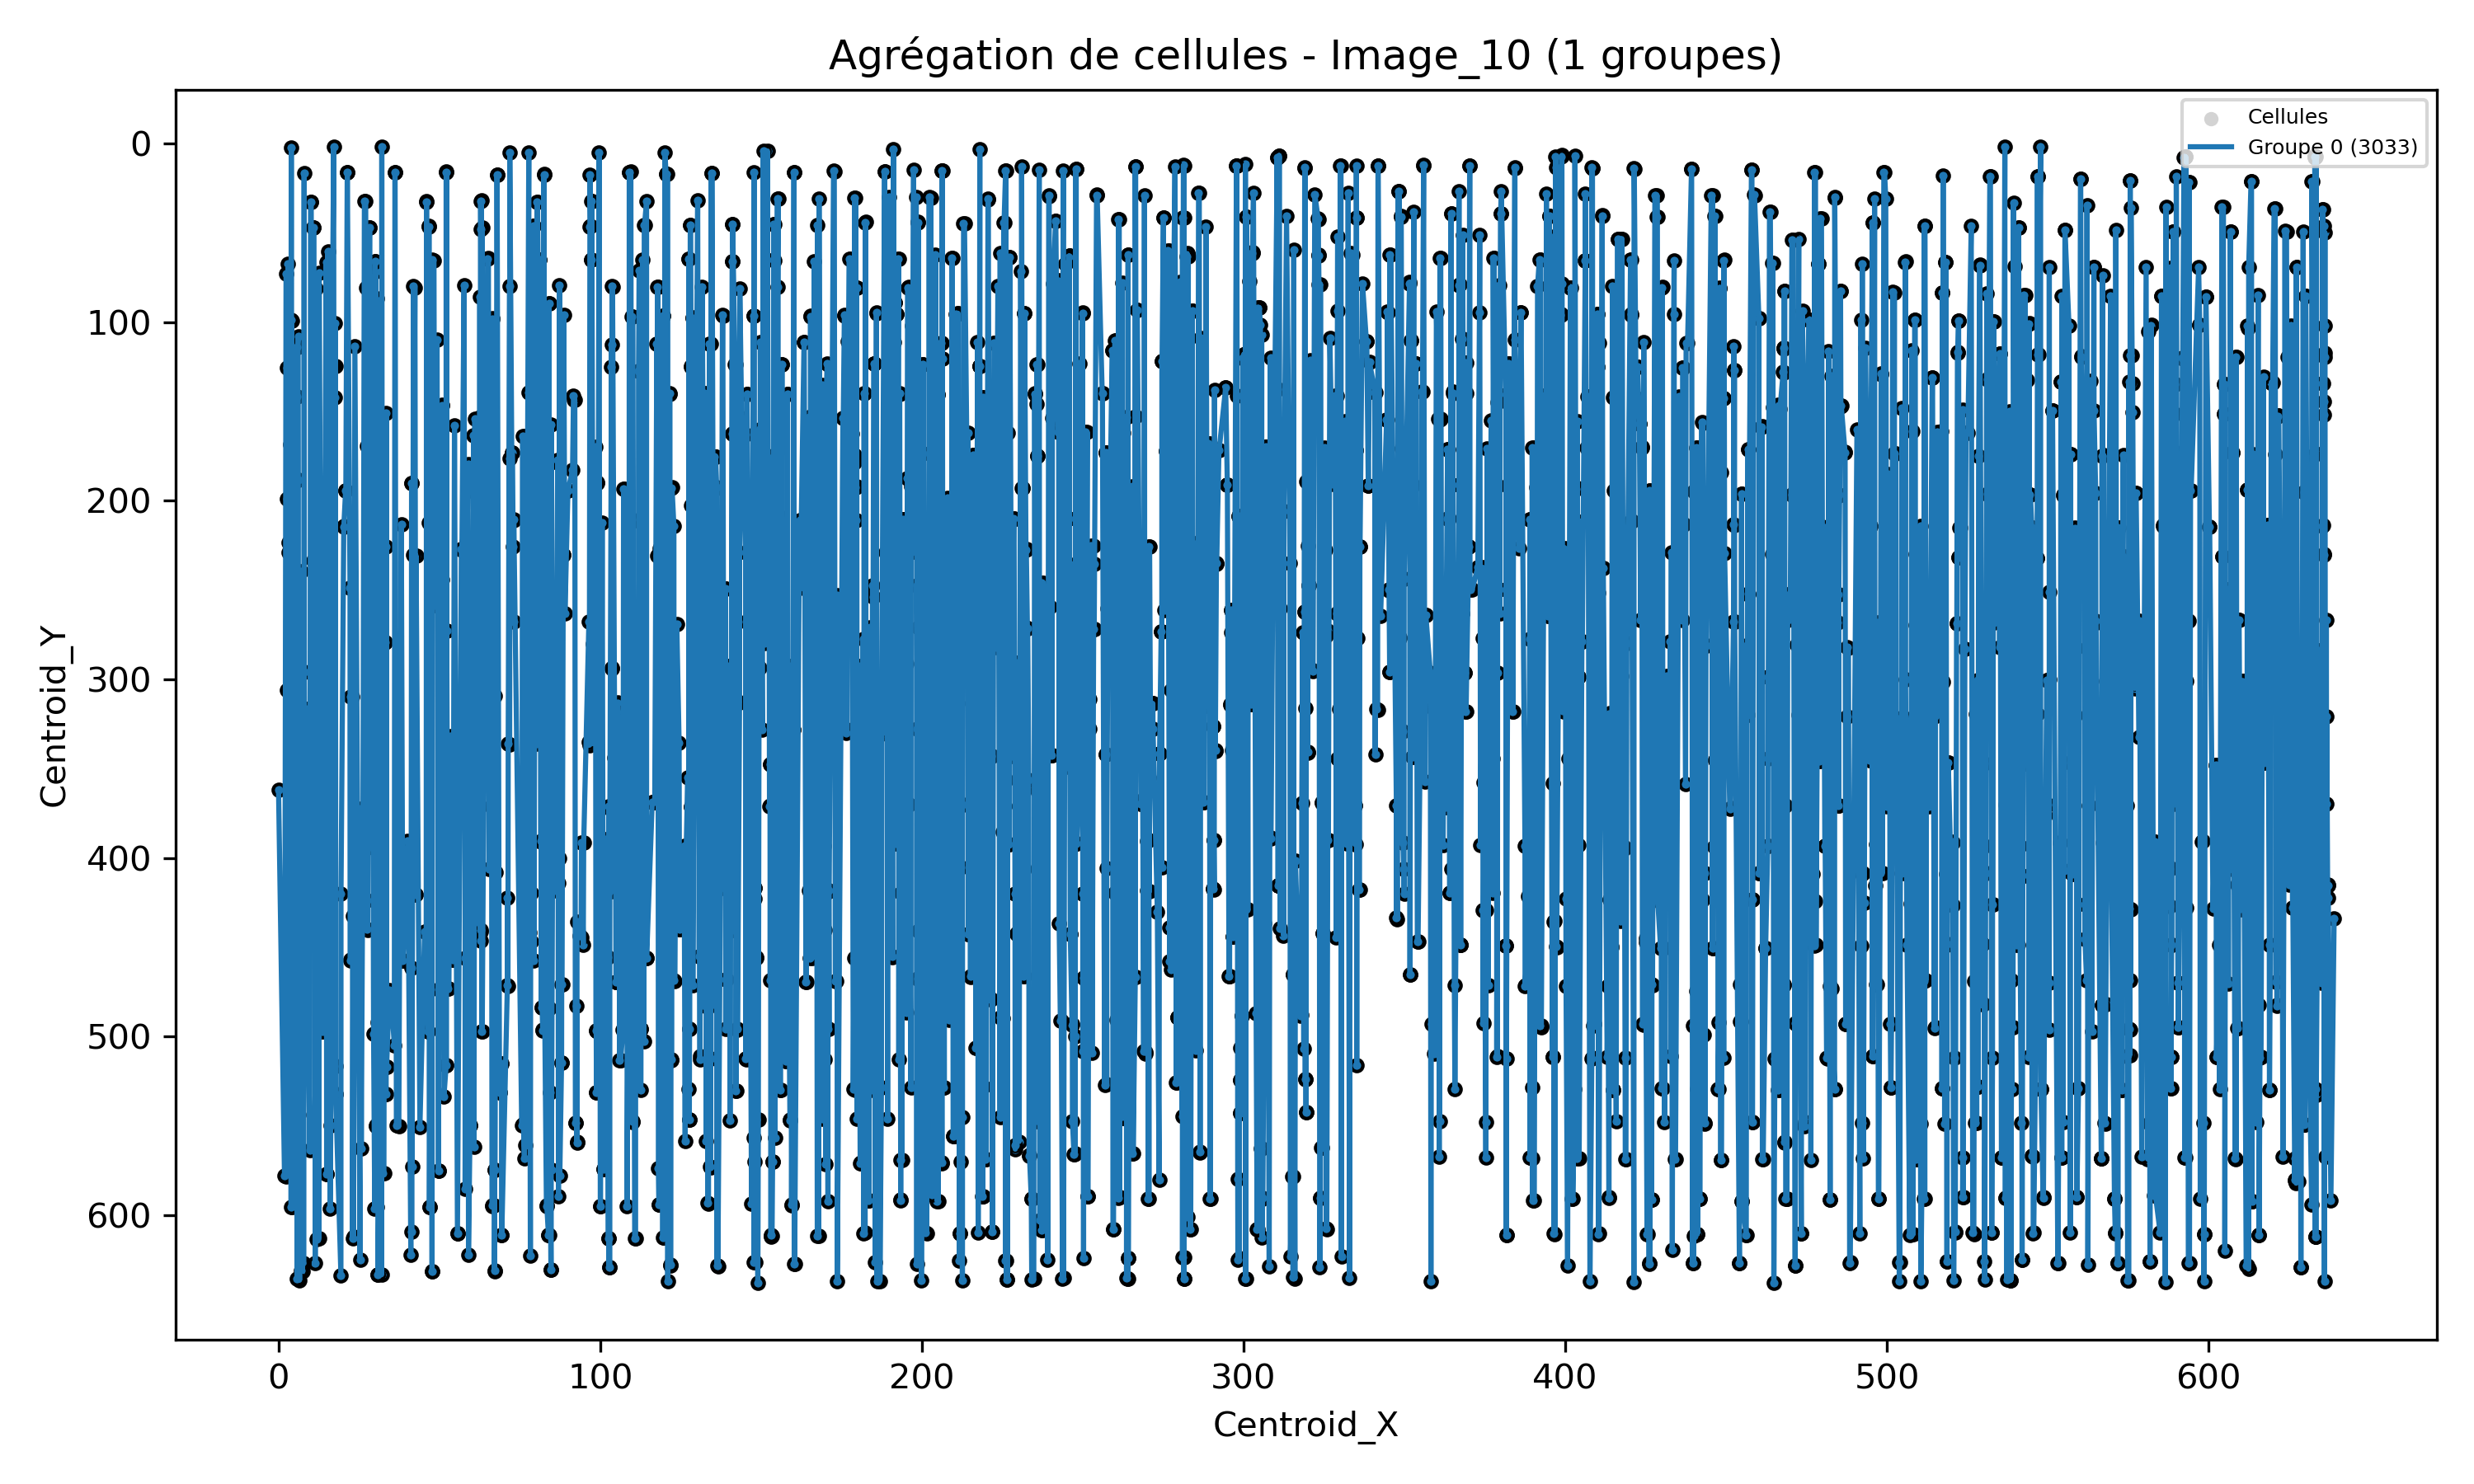 Agrégation de cellules - Image_10 (1 groupes)
Cellules
Groupe 0 (3033)
Centroid_Y
0
100
200
300
400
500
600
0 100 200 300 400 500 600
Centroid_X